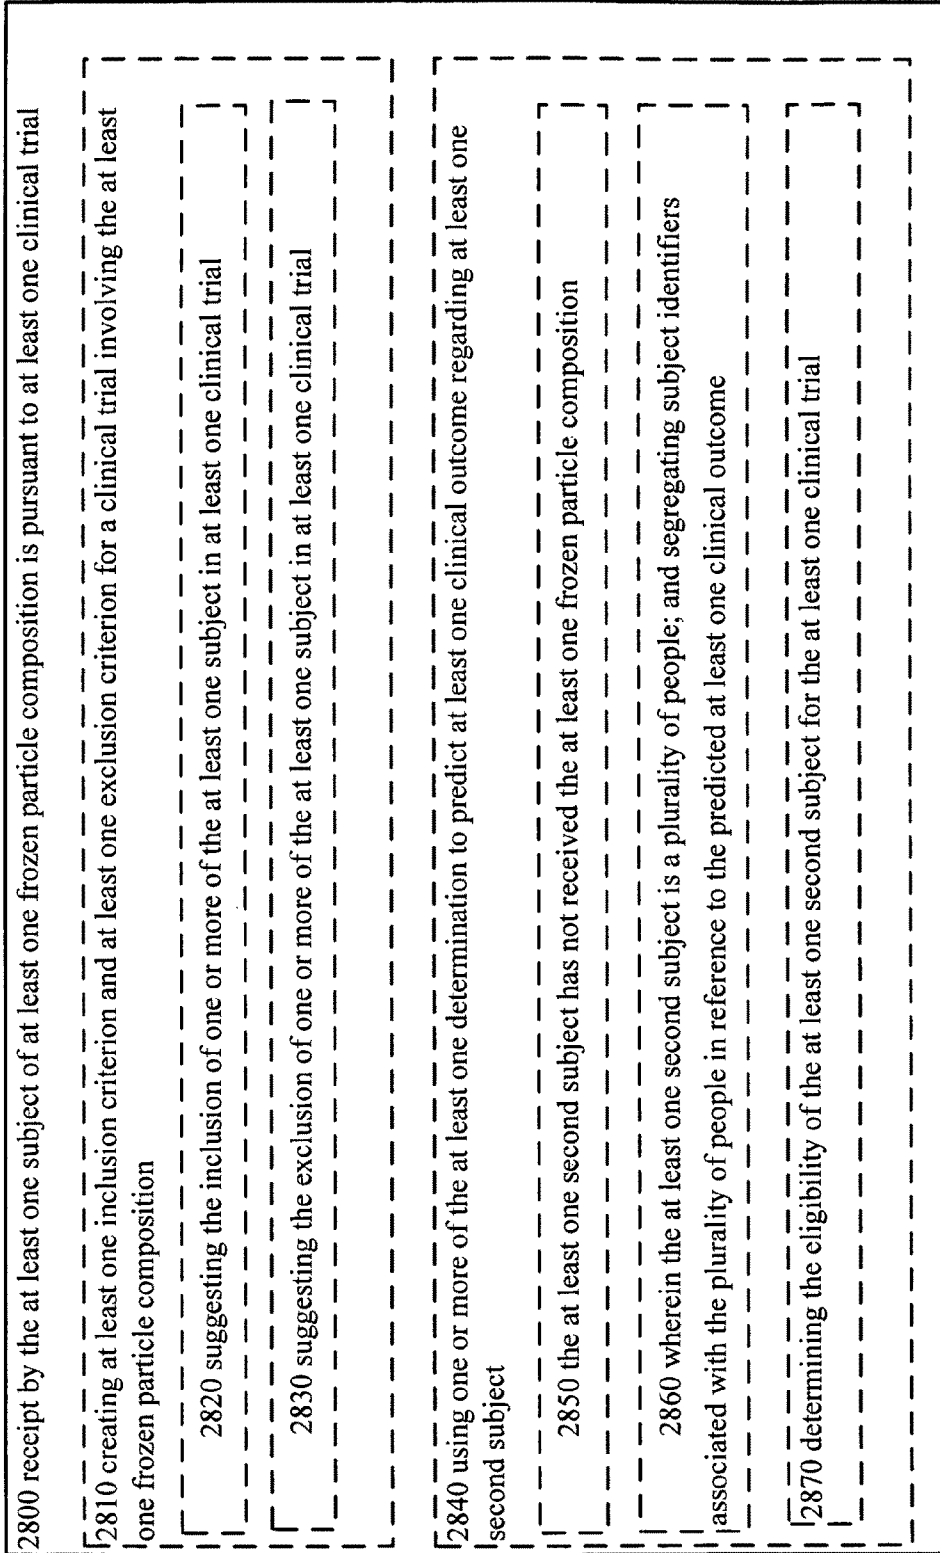 2800 receipt by the at least one subject of at least one frozen particle composition is pursuant to at least one clinical trial
2810 creating at least one inclusion criterion and at least one exclusion criterion for a clinical trial involving the at least
one frozen particle composition
2820 suggesting the inclusion of one or more of the at least one subject in at least one clinical trial
2830 suggesting the exclusion of one or more of the at least one subject in at least one clinical trial
2840 using one or more of the at least one determination to predict at least one clinical outcome regarding at least one
second subject
2850 the at least one second subject has not received the at least one frozen particle composition
2860 wherein the at least one second subject is a plurality of people; and segregating subject identifiers
associated with the plurality of people in reference to the predicted at least one clinical outcome
2870 determining the eligibility of the at least one second subject for the at least one clinical trial